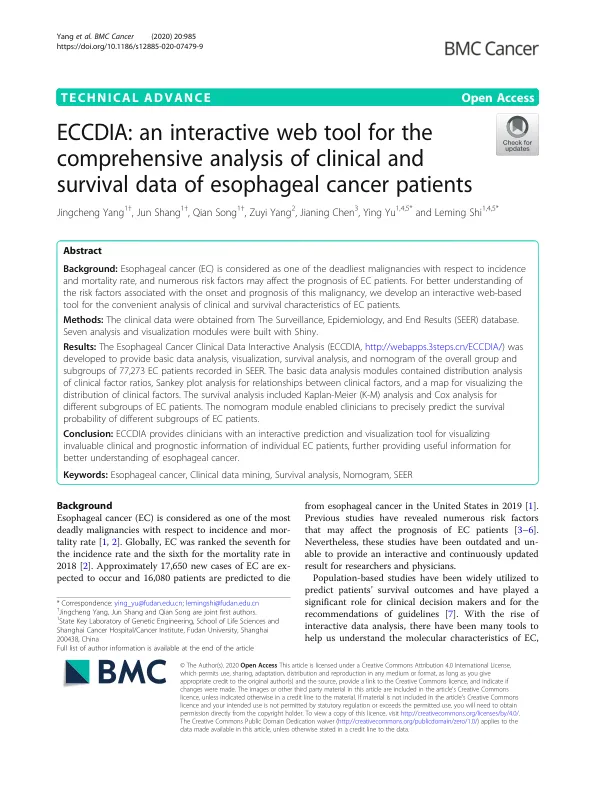 Yang et al. BMC Cancer (2020) 20:985
https://doi.org/10.1186/s12885-020-07479-9
BMC Cancer
TECHNICAL ADVANCE
Open Access
ECCDIA: an interactive web tool for the
comprehensive analysis of clinical and
survival data of esophageal cancer patients
Check for
updates
Jingcheng Yang1†, Jun Shang1†, Qian Song1†, Zuyi Yang2, Jianing Chen3, Ying Yu1,4,5* and Leming Shi1,4,5*
Abstract
Background: Esophageal cancer (EC) is considered as one of the deadliest malignancies with respect to incidence
and mortality rate, and numerous risk factors may affect the prognosis of EC patients. For better understanding of
the risk factors associated with the onset and prognosis of this malignancy, we develop an interactive web-based
tool for the convenient analysis of clinical and survival characteristics of EC patients.
Methods: The clinical data were obtained from The Surveillance, Epidemiology, and End Results (SEER) database.
Seven analysis and visualization modules were built with Shiny.
Results: The Esophageal Cancer Clinical Data Interactive Analysis (ECCDIA, http://webapps.3steps.cn/ECCDIA/) was
developed to provide basic data analysis, visualization, survival analysis, and nomogram of the overall group and
subgroups of 77,273 EC patients recorded in SEER. The basic data analysis modules contained distribution analysis
of clinical factor ratios, Sankey plot analysis for relationships between clinical factors, and a map for visualizing the
distribution of clinical factors. The survival analysis included Kaplan-Meier (K-M) analysis and Cox analysis for
different subgroups of EC patients. The nomogram module enabled clinicians to precisely predict the survival
probability of different subgroups of EC patients.
Conclusion: ECCDIA provides clinicians with an interactive prediction and visualization tool for visualizing
invaluable clinical and prognostic information of individual EC patients, further providing useful information for
better understanding of esophageal cancer.
Keywords: Esophageal cancer, Clinical data mining, Survival analysis, Nomogram, SEER
Background
Esophageal cancer (EC) is considered as one of the most
deadly malignancies with respect to incidence and mor-
tality rate [1, 2]. Globally, EC was ranked the seventh for
the incidence rate and the sixth for the mortality rate in
2018 [2]. Approximately 17,650 new cases of EC are ex-
pected to occur and 16,080 patients are predicted to die
from esophageal cancer in the United States in 2019 [1].
Previous studies have revealed numerous risk factors
that may affect the prognosis of EC patients [3–6].
Nevertheless, these studies have been outdated and un-
able to provide an interactive and continuously updated
result for researchers and physicians.
Population-based studies have been widely utilized to
predict patients' survival outcomes and have played a
significant role for clinical decision makers and for the
recommendations of guidelines [7]. With the rise of
interactive data analysis, there have been many tools to
help us understand the molecular characteristics of EC,
* Correspondence: ying_yu@fudan.edu.cn; lemingshi@fudan.edu.cn
†Jingcheng Yang, Jun Shang and Qian Song are joint first authors.
1State Key Laboratory of Genetic Engineering, School of Life Sciences and
Shanghai Cancer Hospital/Cancer Institute, Fudan University, Shanghai
200438, China
Full list of author information is available at the end of the article
BMC
© The Author(s). 2020 Open Access This article is licensed under a Creative Commons Attribution 4.0 International License,
which permits use, sharing, adaptation, distribution and reproduction in any medium or format, as long as you give
appropriate credit to the original author(s) and the source, provide a link to the Creative Commons licence, and indicate if
changes were made. The images or other third party material in this article are included in the article's Creative Commons
licence, unless indicated otherwise in a credit line to the material. If material is not included in the article's Creative Commons
licence and your intended use is not permitted by statutory regulation or exceeds the permitted use, you will need to obtain
permission directly from the copyright holder. To view a copy of this licence, visit http://creativecommons.org/licenses/by/4.0/.
The Creative Commons Public Domain Dedication waiver (http://creativecommons.org/publicdomain/zero/1.0/) applies to the
data made available in this article, unless otherwise stated in a credit line to the data.